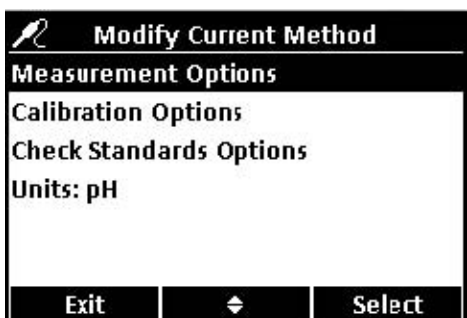 Modify Current Method
Measurement Options
Calibration Options
Check Standards Options
Units: pH
Exit Select